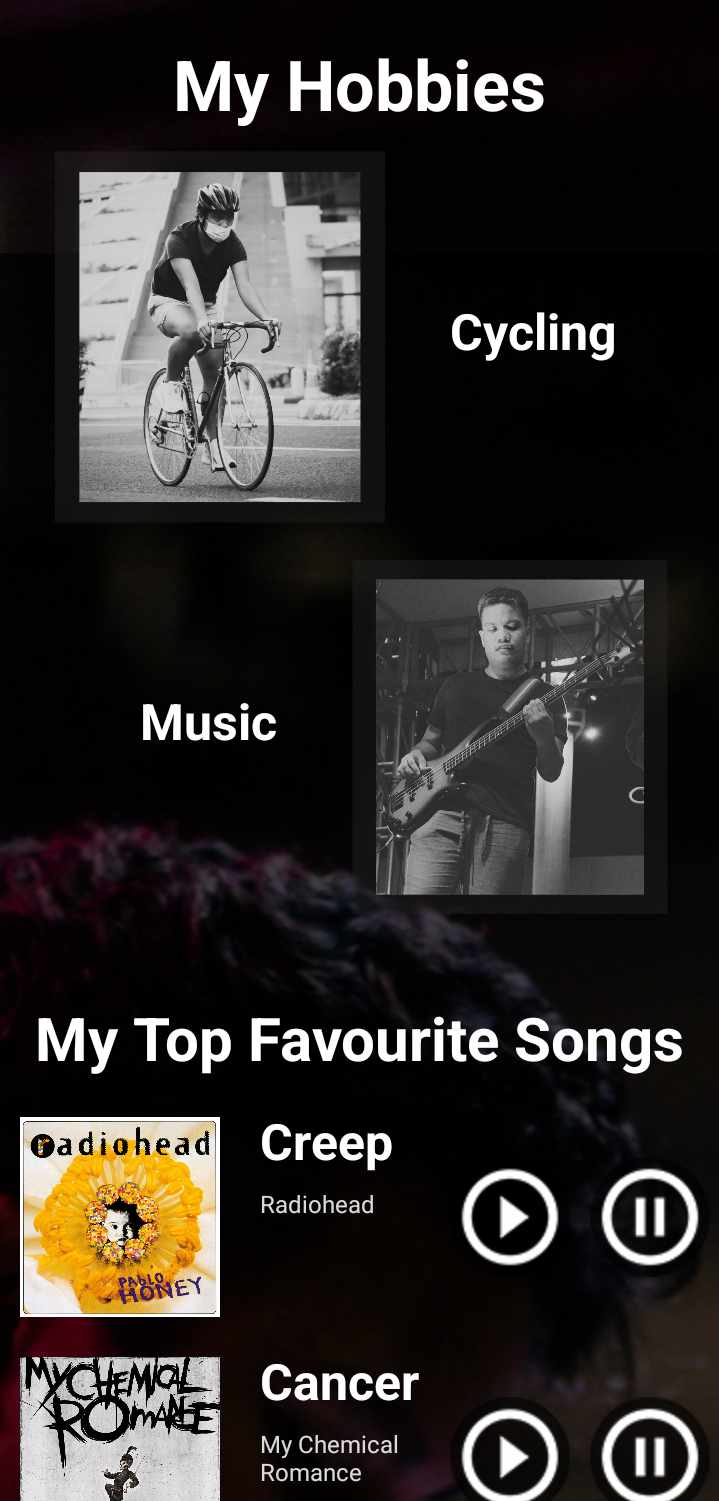 My Hobbies
Cycling
Music
My Top Favourite Songs
radiohead
PABLO
HONEY
Creep
Radiohead
MY CHEMICAL
ROMANCE
Cancer
My Chemical
Romance